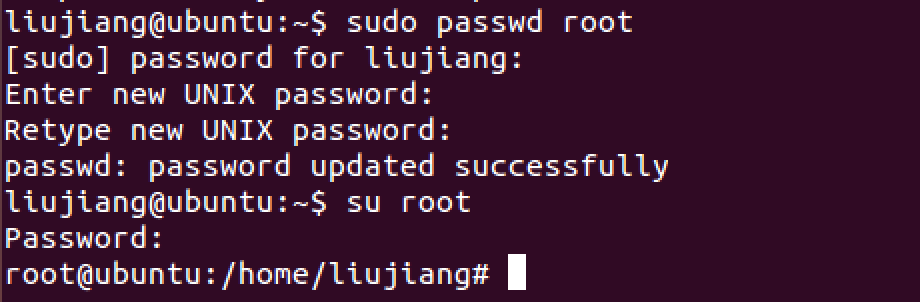 liujiang@ubuntu:~$ sudo passwd root
[sudo] password for liujiang:
Enter new UNIX password:
Retype new UNIX password:
passwd: password updated successfully
liujiang@ubuntu:~$ su root
Password:
root@ubuntu:/home/liujiang#